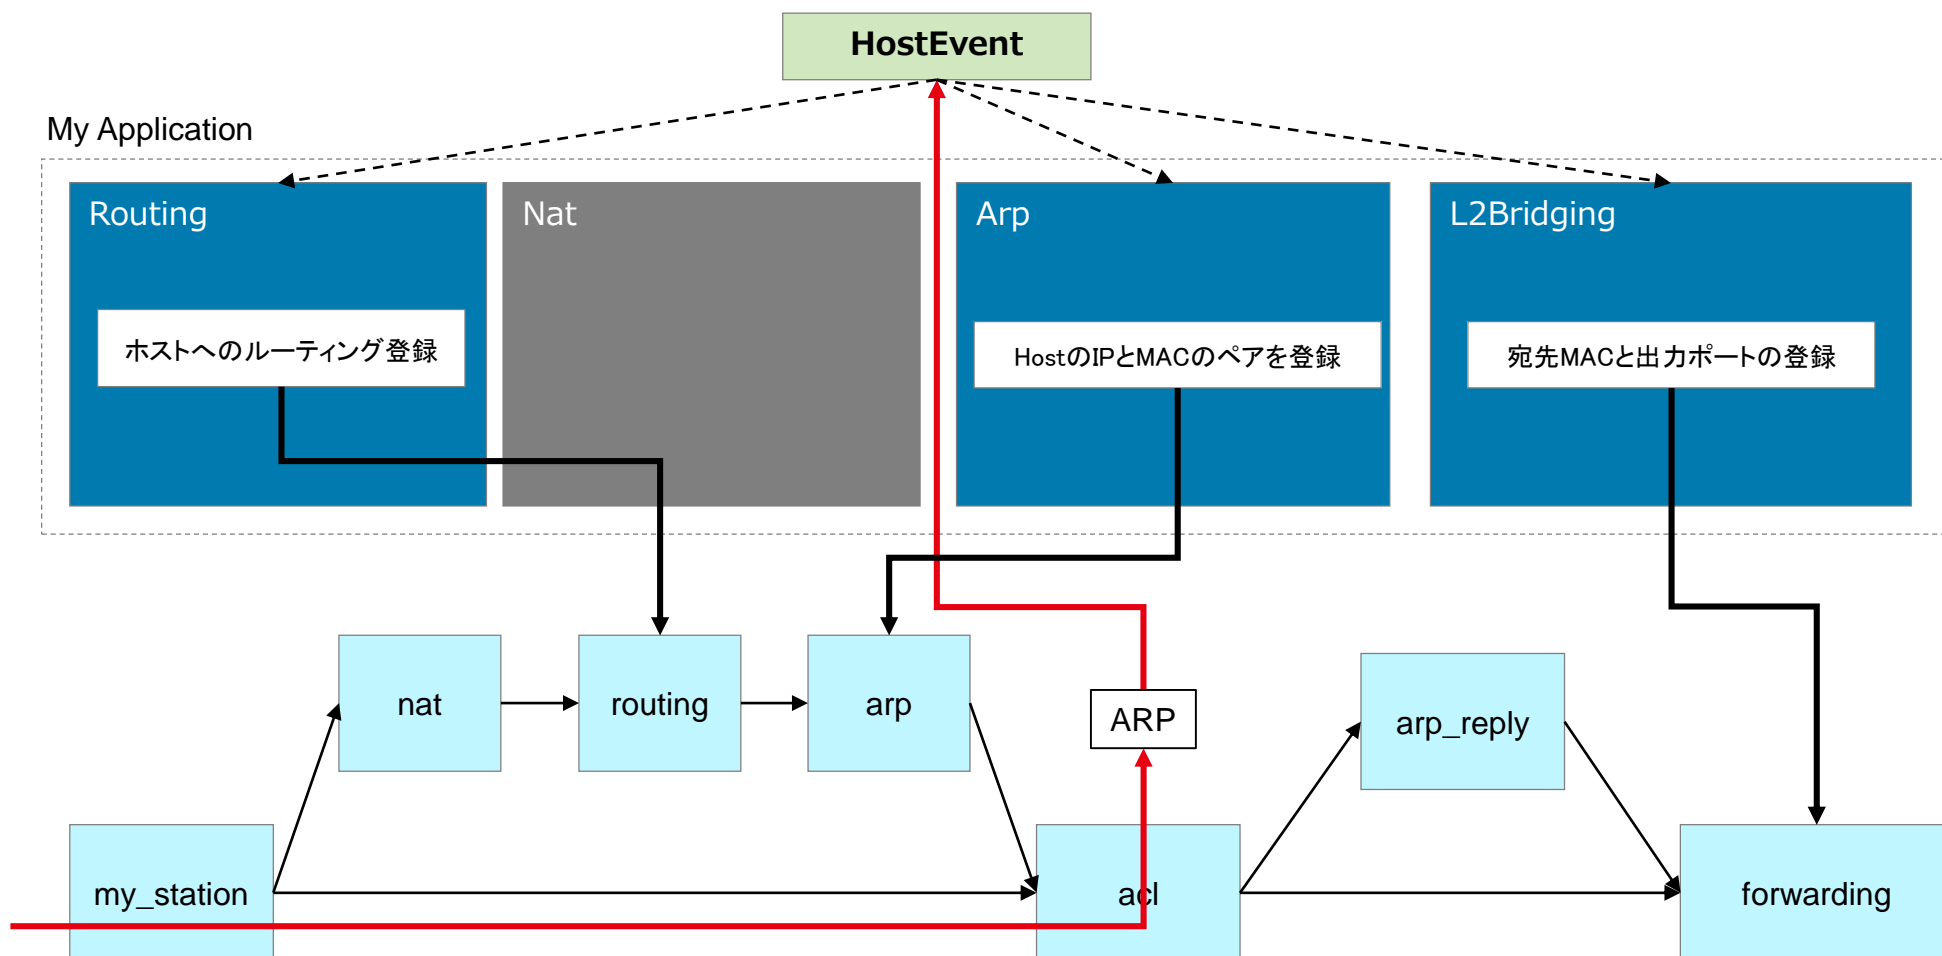 HostEvent
My Application
Routing
Nat
Arp
L2Bridging
ホストへのルーティング登録
HostのIPとMACのペアを登録
宛先MACと出力ポートの登録
nat
routing
arp
ARP
arp_reply
my_station
acl
forwarding